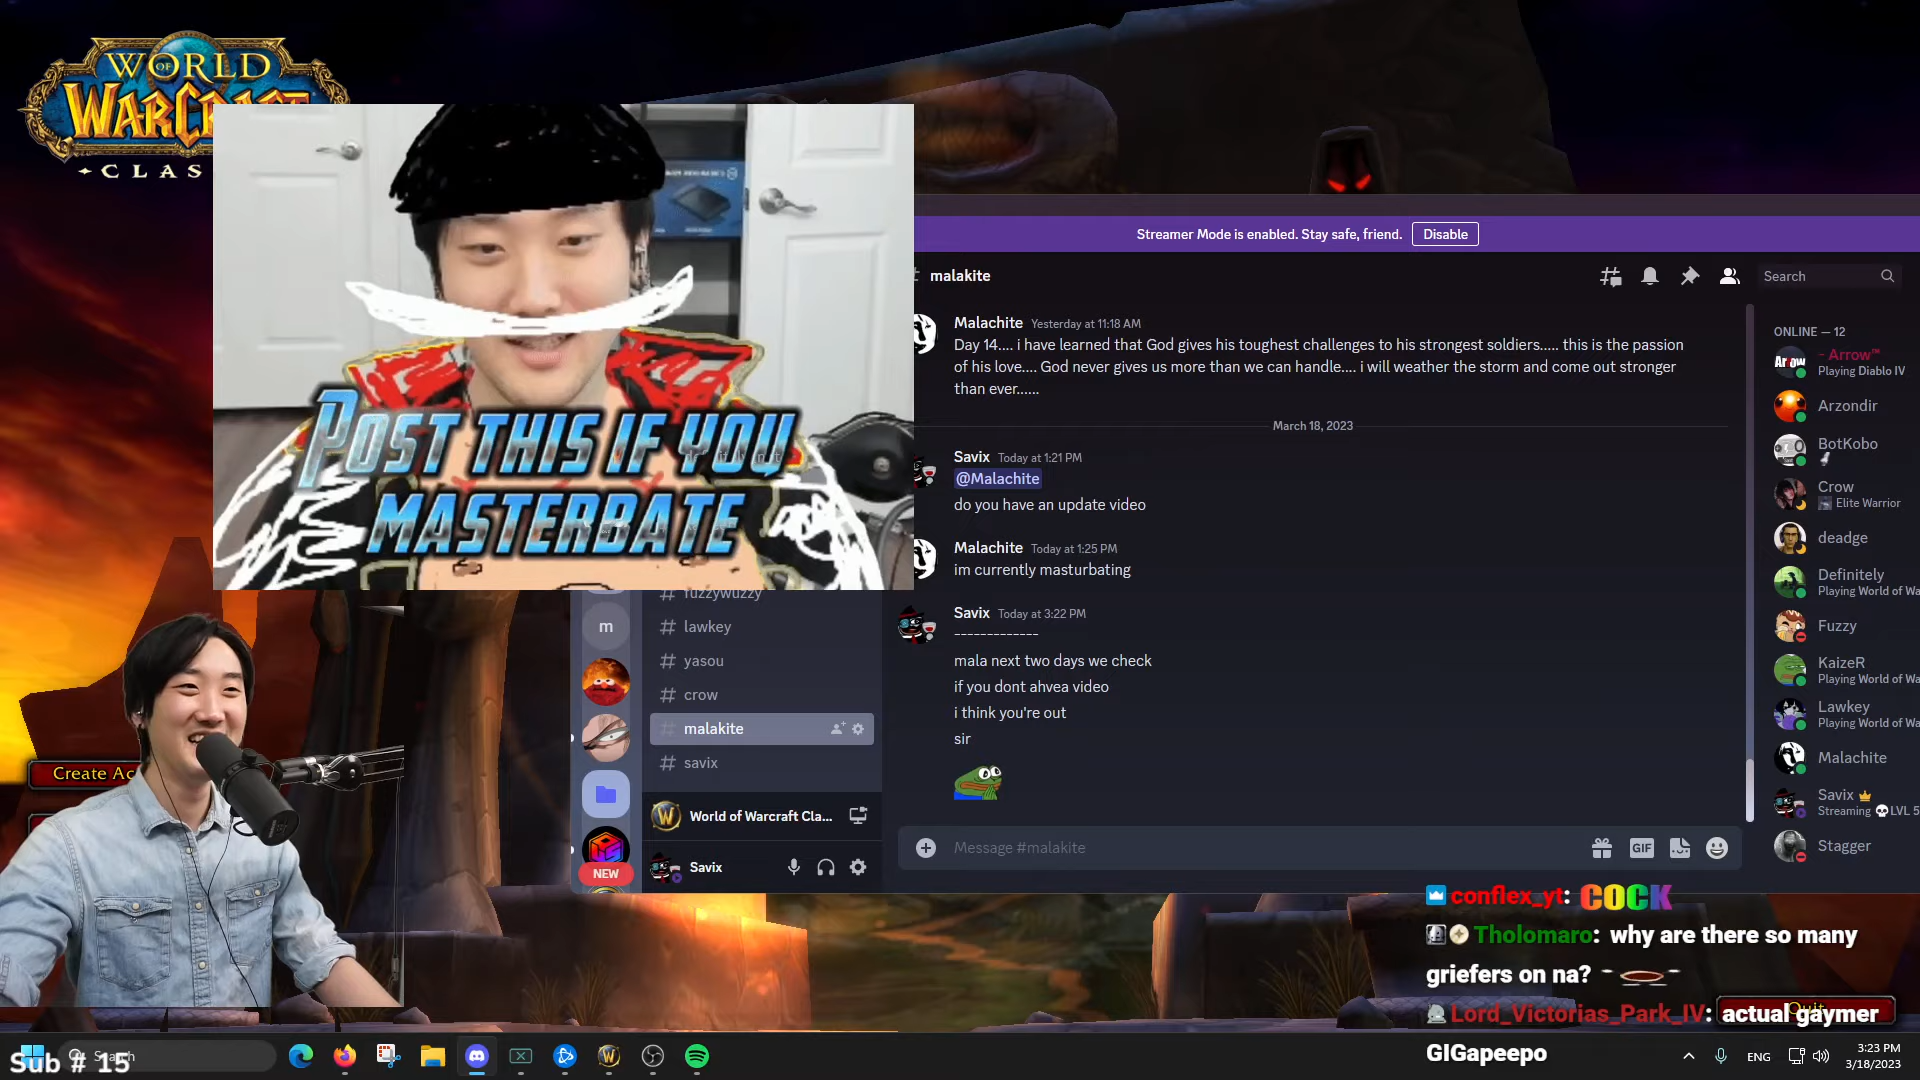 WORLD
OF
WARCRAFT
CLAS
POST THIS IF YOU
MASTERBATE
Streamer Mode is enabled. Stay safe, friend. Disable
malakite
Search
Malachite Yesterday at 11:18 AM
Day 14.... i have learned that God gives his toughest challenges to his strongest soldiers..... this is the passion
of his love.... God never gives us more than we can handle.... i will weather the storm and come out stronger
than ever......
March 18, 2023
Savix Today at 1:21 PM
@Malachite
do you have an update video
Malachite Today at 1:25 PM
im currently masturbating
Savix Today at 3:22 PM
-------------
mala next two days we check
if you dont ahvea video
i think you're out
sir
Message #malakite
GIF
ONLINE — 12
- Arrow™
Playing Diablo IV
Arzondir
BotKobo
Crow
Elite Warrior
deadge
Definitely
Playing World of Wa
Fuzzy
KaizeR
Playing World of Wa
Lawkey
Playing World of Wa
Malachite
Savix
Streaming 💀LVL 5
Stagger
m
NEW
# fuzzywuzzy
# lawkey
# yasou
# crow
# malakite
# savix
World of Warcraft Cla...
Savix
Create Ac
conflex_yt: COCK
Tholomaro: why are there so many
griefers on na?
Lord_Victorias_Park_IV: actual gaymer
GIGapeepo
Quit
Sub # 15
Search
ENG
3:23 PM
3/18/2023